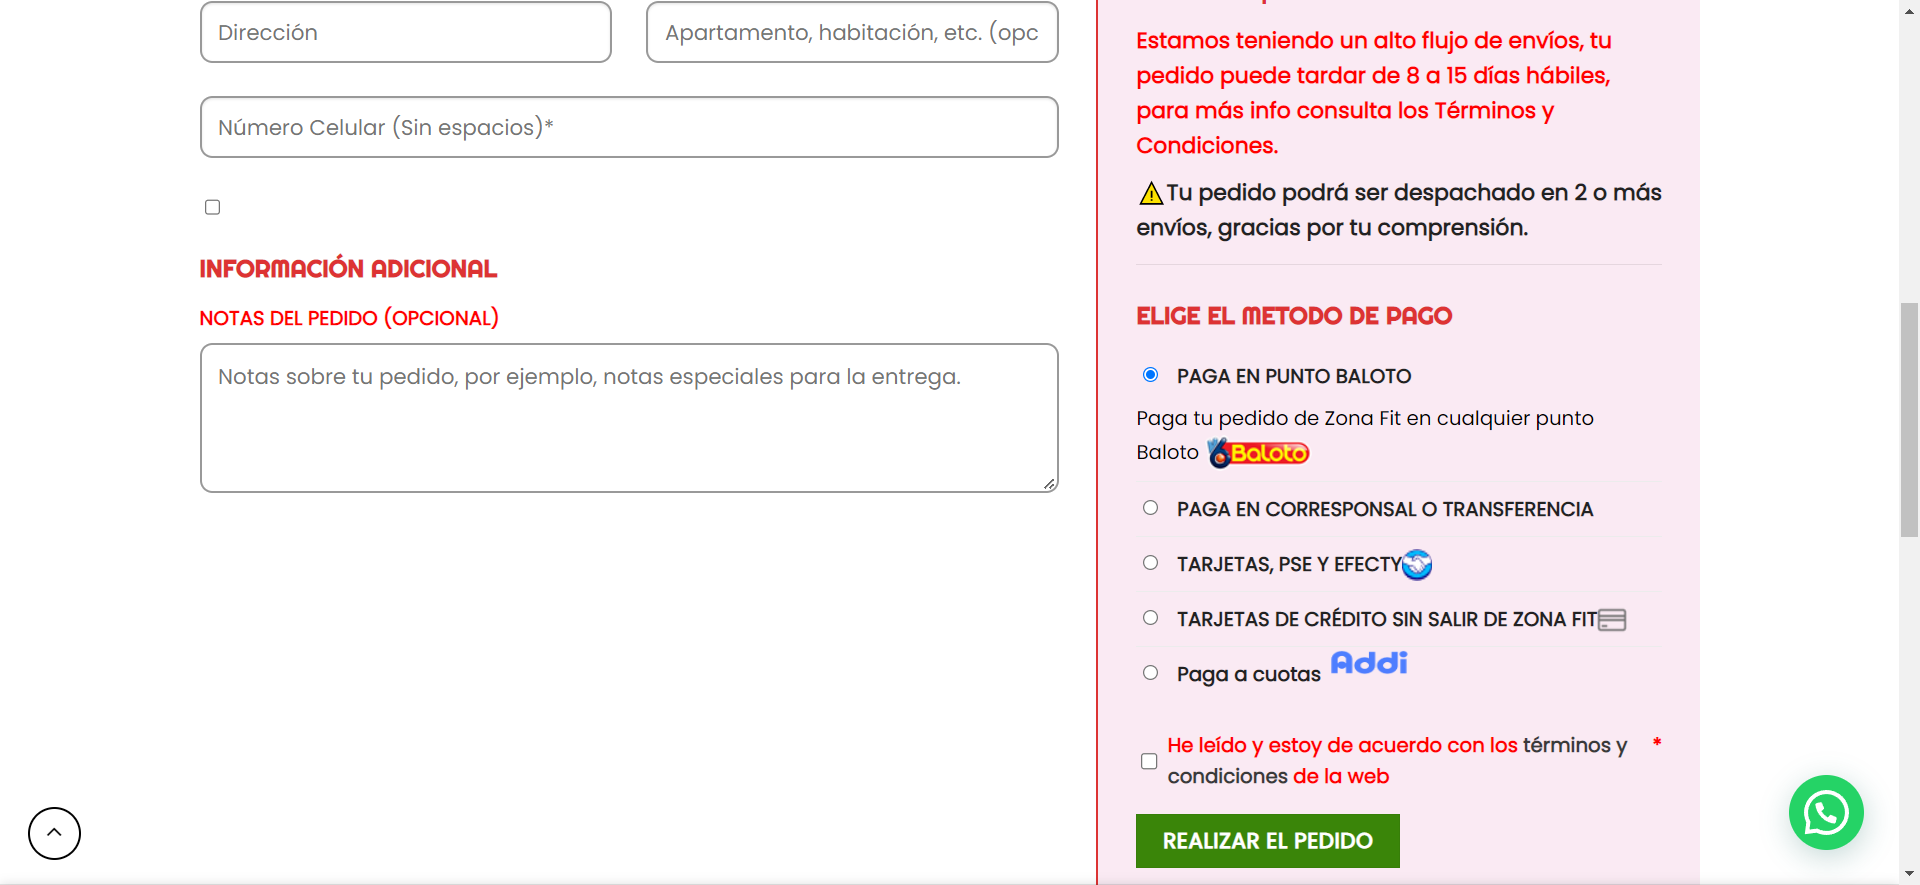 Dirección
Apartamento, habitación, etc. (opc
Número Celular (Sin espacios)*
INFORMACIÓN ADICIONAL
NOTAS DEL PEDIDO (OPCIONAL)
Notas sobre tu pedido, por ejemplo, notas especiales para la entrega.
Estamos teniendo un alto flujo de envíos, tu
pedido puede tardar de 8 a 15 días hábiles,
para más info consulta los Términos y
Condiciones.
Tu pedido podrá ser despachado en 2 o más
envíos, gracias por tu comprensión.
ELIGE EL METODO DE PAGO
PAGA EN PUNTO BALOTO
Paga tu pedido de Zona Fit en cualquier punto
Baloto Baloto
PAGA EN CORRESPONSAL O TRANSFERENCIA
TARJETAS, PSE Y EFECTY
TARJETAS DE CRÉDITO SIN SALIR DE ZONA FIT
Paga a cuotas Addi
He leído y estoy de acuerdo con los términos y *
condiciones de la web
REALIZAR EL PEDIDO